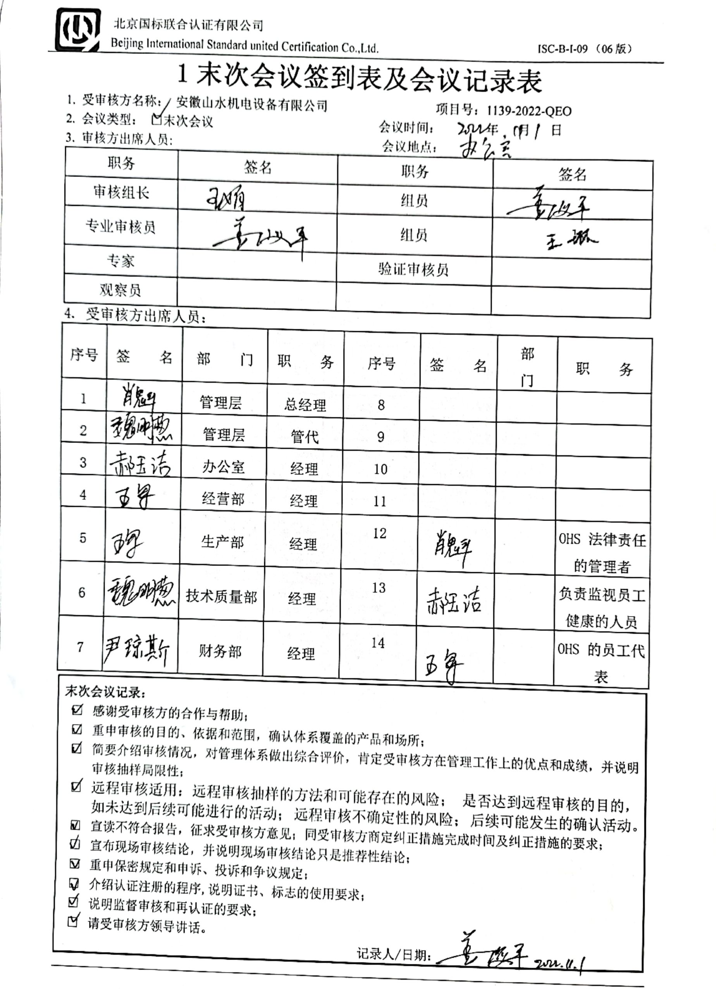 北京国标联合认证有限公司
Beijing International Standard united Certification Co.,Ltd.
ISC-B-I-09（06版）
1 末次会议签到表及会议记录表
1. 受审核方名称: 安徽山水机电设备有限公司 项目号: 1139-2022-QEO
2. 会议类型: ☑末次会议 会议时间: 2022年 11月 1 日
3. 审核方出席人员: 会议地点: 办公室
职务 签名 职务 签名
审核组长 组员
专业审核员 组员 王琳
专家 验证审核员
观察员
4. 受审核方出席人员:
序号 签 名 部 门 职 务 序号 签 名 部 门 职 务
1 肖魁 管理层 总经理 8
2 管理层 管代 9
3 郝玉洁 办公室 经理 10
4 经营部 经理 11
5 生产部 经理 12 肖魁 OHS 法律责任
的管理者
6 技术质量部 经理 13 郝玉洁 负责监视员工
健康的人员
7 尹琼斯 财务部 经理 14 OHS 的员工代
表
末次会议记录:
☑ 感谢受审核方的合作与帮助;
☑ 重申审核的目的、依据和范围，确认体系覆盖的产品和场所;
☑ 简要介绍审核情况，对管理体系做出综合评价，肯定受审核方在管理工作上的优点和成绩，并说明
审核抽样局限性;
☑ 远程审核适用: 远程审核抽样的方法和可能存在的风险; 是否达到远程审核的目的,
如未达到后续可能进行的活动; 远程审核不确定性的风险; 后续可能发生的确认活动。
☑ 宣读不符合报告，征求受审核方意见; 同受审核方商定纠正措施完成时间及纠正措施的要求;
☑ 宣布现场审核结论，并说明现场审核结论只是推荐性结论;
☑ 重申保密规定和申诉、投诉和争议规定;
☑ 介绍认证注册的程序,说明证书、标志的使用要求;
☑ 说明监督审核和再认证的要求;
☑ 请受审核方领导讲话。
记录人/日期: 2022.11.1